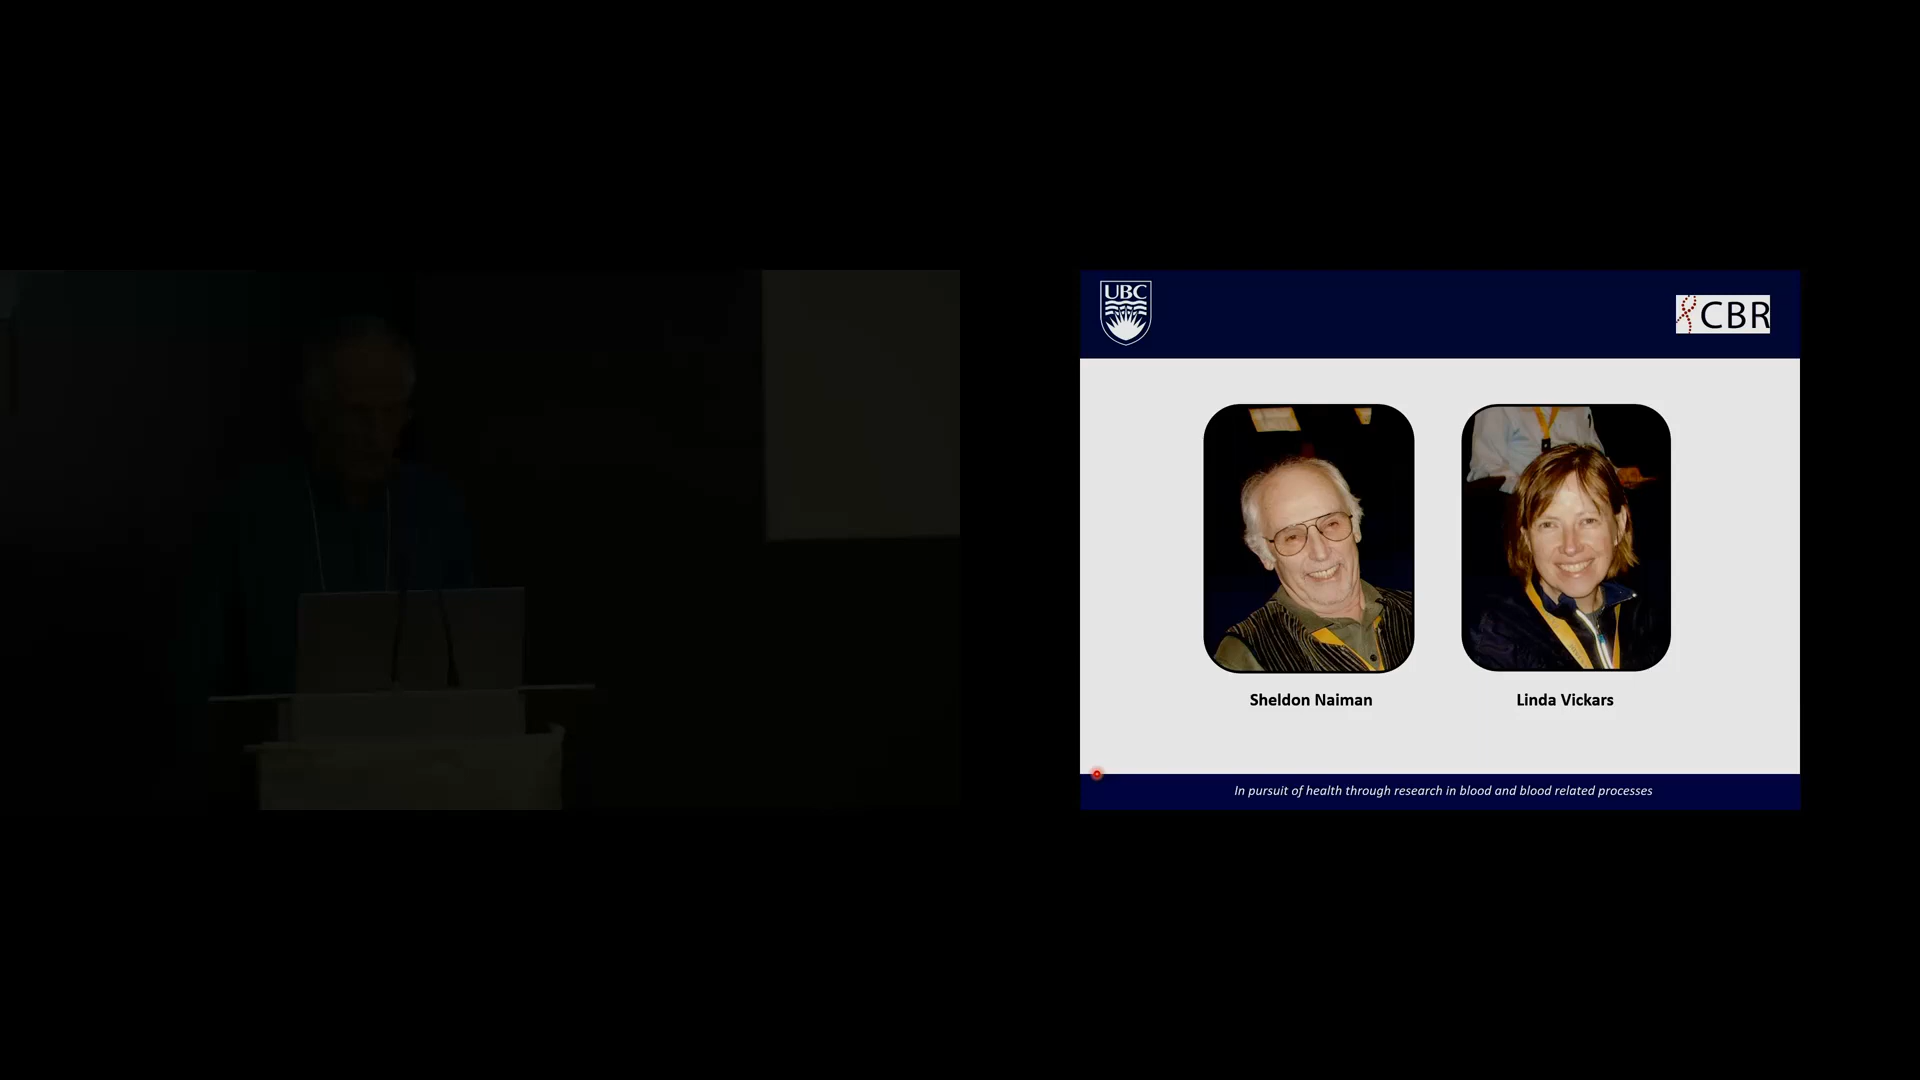 UBC
CBR
Sheldon Naiman
Linda Vickars
In pursuit of health through research in blood and blood related processes